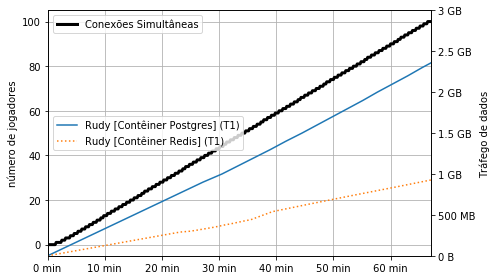 Conexões Simultâneas
Rudy [Contêiner Postgres] (T1)
Rudy [Contêiner Redis] (T1)
número de jogadores
100
80
60
40
20
0
Tráfego de dados
3 GB
2.5 GB
2 GB
1.5 GB
1 GB
500 MB
0 B
0 min
10 min
20 min
30 min
40 min
50 min
60 min